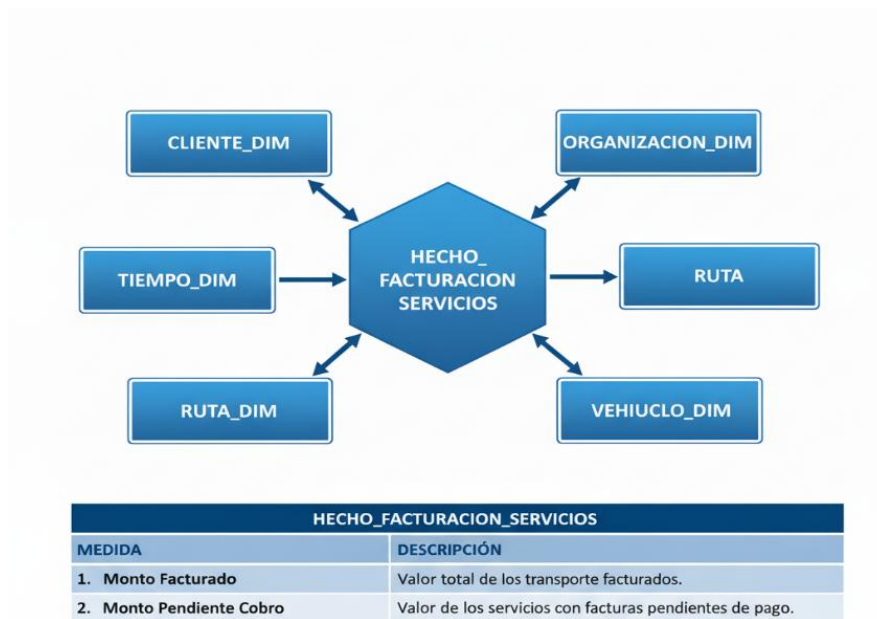 CLIENTE_DIM
ORGANIZACION_DIM
HECHO_
FACTURACION
SERVICIOS
TIEMPO_DIM
RUTA
RUTA_DIM
VEHIUCLO_DIM
HECHO_FACTURACION_SERVICIOS
MEDIDA DESCRIPCIÓN
1. Monto Facturado Valor total de los transporte facturados.
2. Monto Pendiente Cobro Valor de los servicios con facturas pendientes de pago.